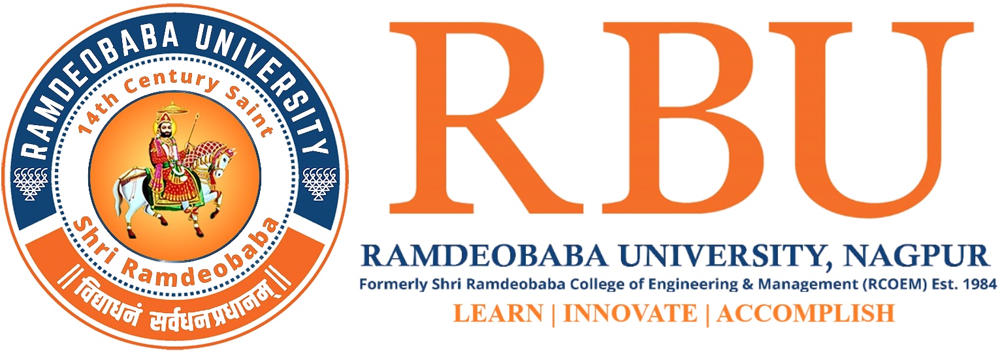 RAMDEOBABA UNIVERSITY
14th Century Saint
Shri Ramdeobaba
|| विद्याधनं सर्वधनप्रधानम् ||
RBU
RAMDEOBABA UNIVERSITY, NAGPUR
Formerly Shri Ramdeobaba College of Engineering & Management (RCOEM) Est. 1984
LEARN | INNOVATE | ACCOMPLISH